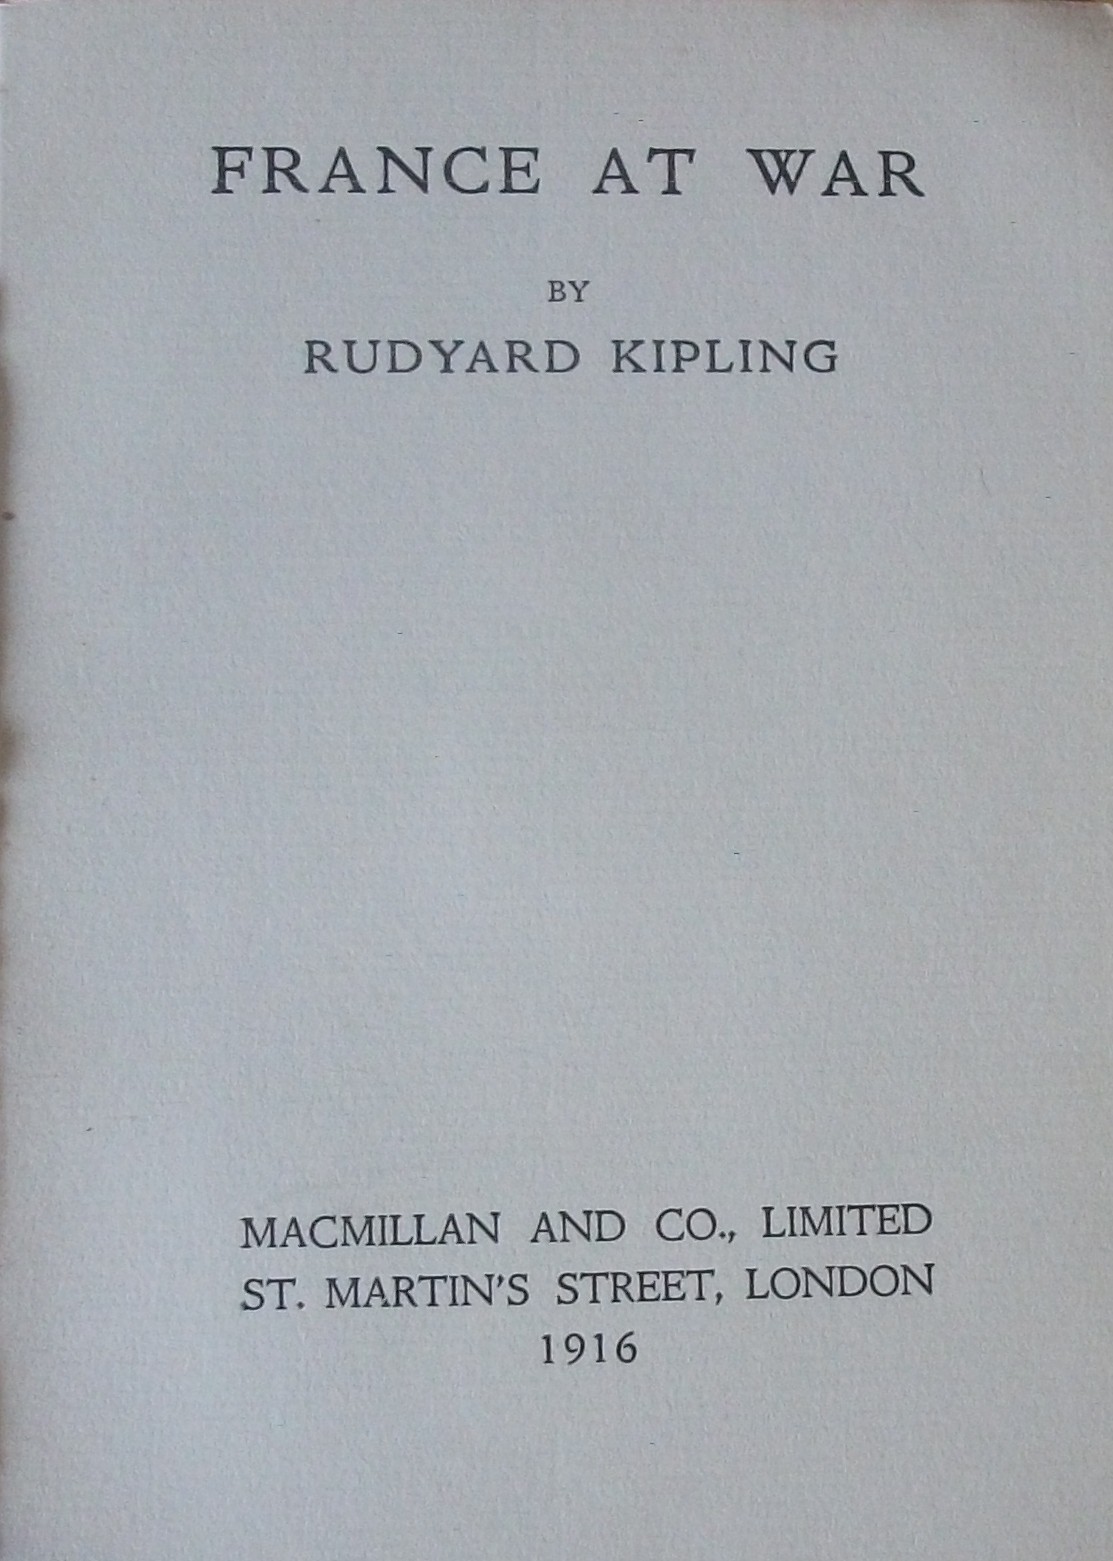 FRANCE AT WAR
BY
RUDYARD KIPLING
MACMILLAN AND CO., LIMITED
ST. MARTIN'S STREET, LONDON
1916